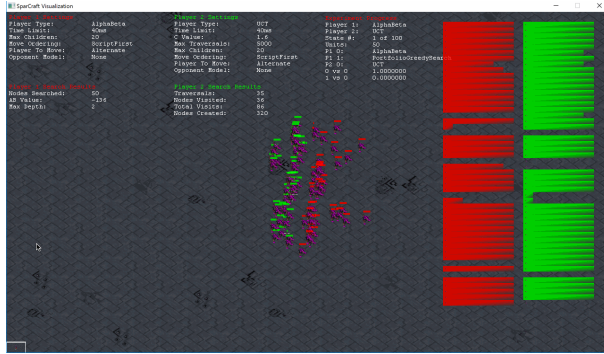 SparCraft Visualization
Player 1 Settings
Player Type: AlphaBeta
Time Limit: 40ms
Max Children: 20
Move Ordering: ScriptFirst
Player To Move: Alternate
Opponent Model: None
Player 1 Search Results
Nodes Searched: 50
AB Value: -136
Max Depth: 2
Player 2 Settings
Player Type: UCT
Time Limit: 40ms
C Value: 1.6
Max Traversals: 5000
Max Children: 20
Move Ordering: ScriptFirst
Player To Move: Alternate
Opponent Model: None
Player 2 Search Results
Traversals: 35
Nodes Visited: 36
Total Visits: 86
Nodes Created: 320
Player 1: AlphaBeta
Player 2: UCT
State #: 1 of 100
Units: 50
P1 0: AlphaBeta
P1 1: PortfolioGreedySearch
P2 0: UCT
0 vs 0 1.0000000
1 vs 0 0.0000000